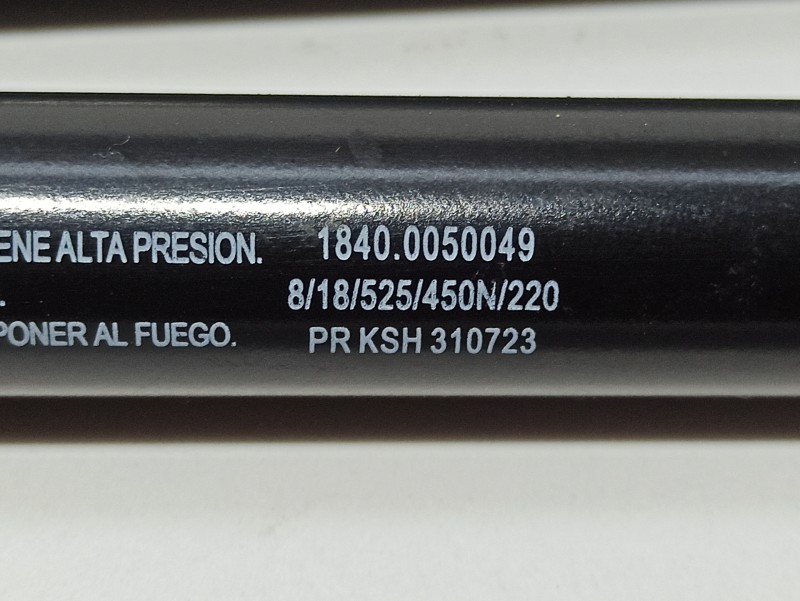 ENE ALTA PRESION. 1840.0050049
. 8/18/525/450N/220
PONER AL FUEGO. PR KSH 310723